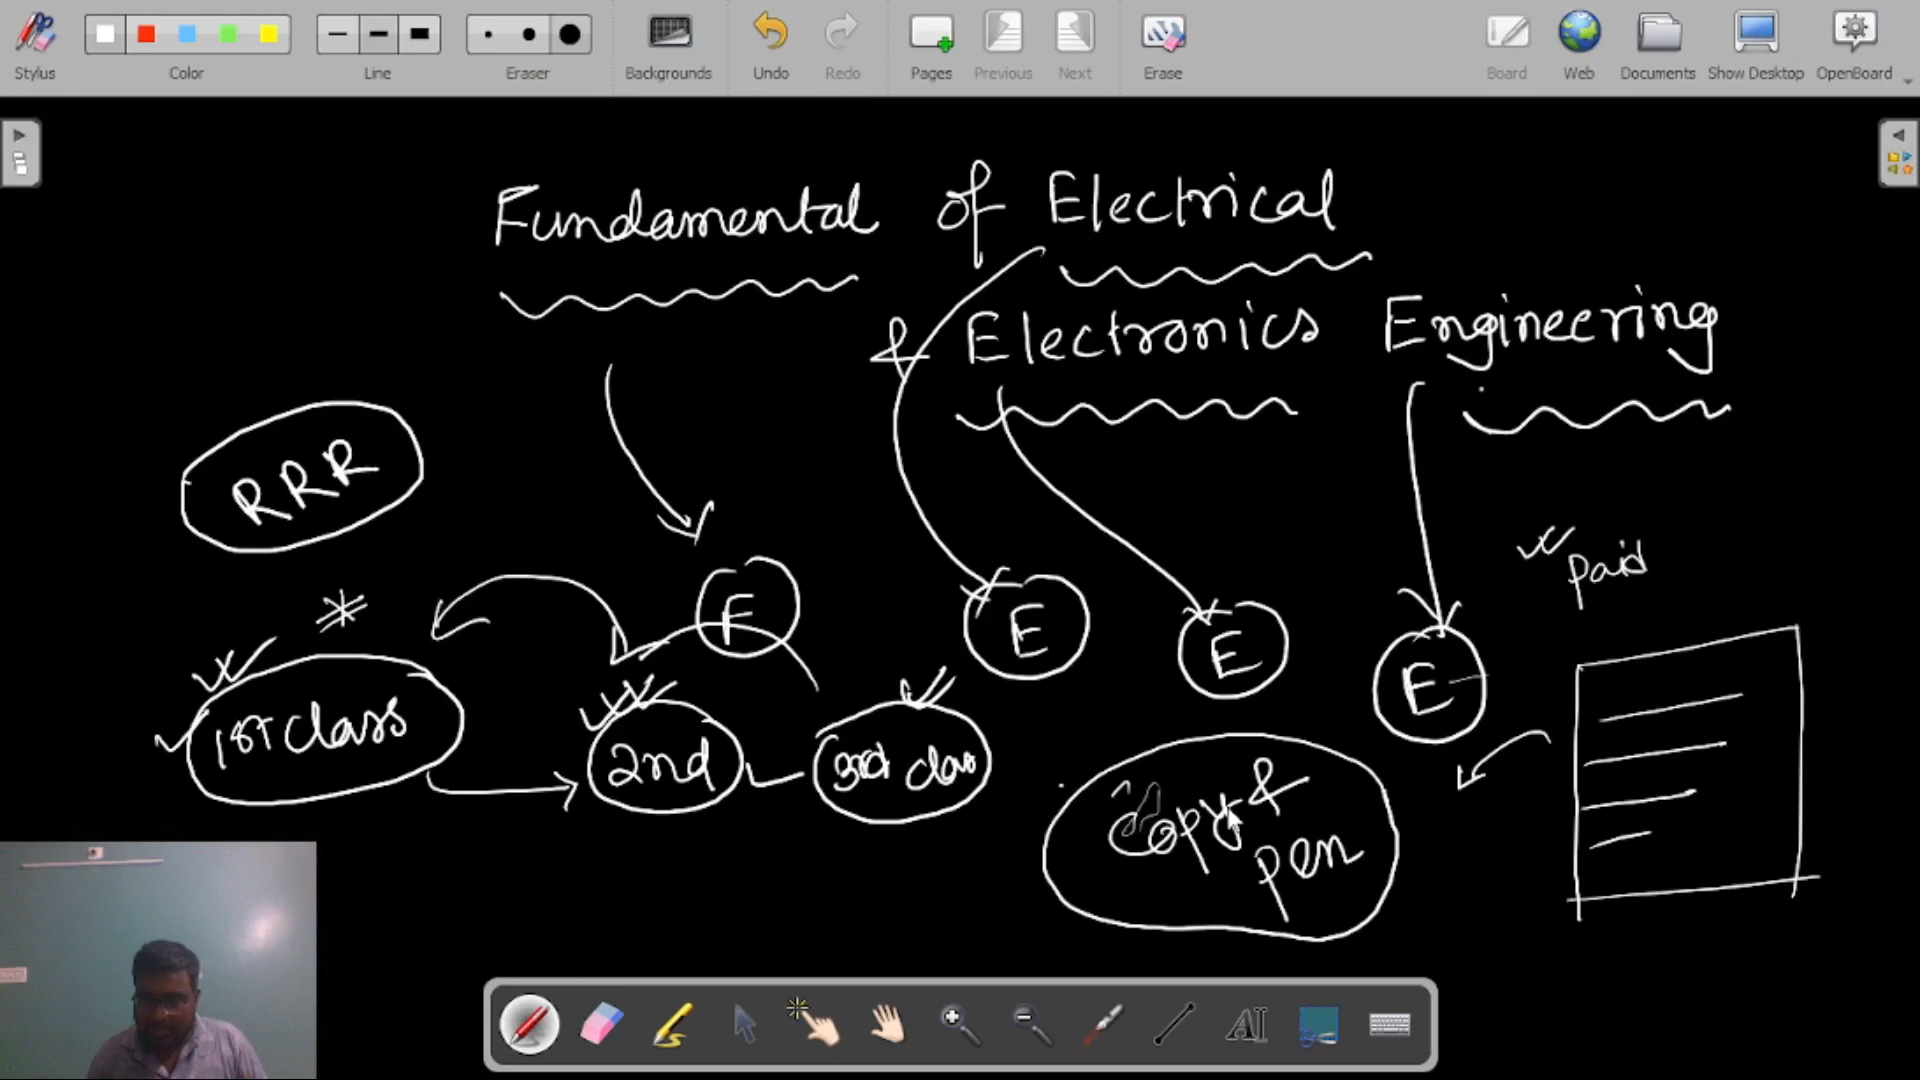 Stylus
Color
Line
Eraser
Backgrounds
Undo
Redo
Pages
Previous
Next
Erase
Board
Web
Documents
Show Desktop
OpenBoard
Fundamental of Electrical
& Electronics Engineering
RRR
Paid
F
E
E
E
1st class
2nd
3rd class
Copy &
pen
AI